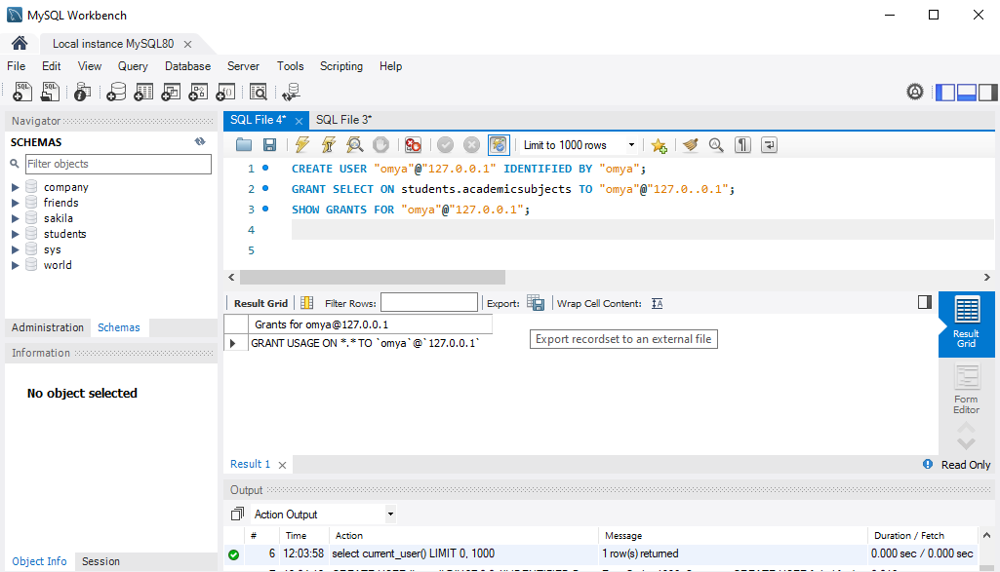 MySQL Workbench
Local instance MySQL80
File Edit View Query Database Server Tools Scripting Help
Navigator
SCHEMAS
Filter objects
company
friends
sakila
students
sys
world
Administration Schemas
Information
No object selected
Object Info Session
SQL File 4* SQL File 3*
Limit to 1000 rows
1 CREATE USER "omya"@"127.0.0.1" IDENTIFIED BY "omya";
2 GRANT SELECT ON students.academicsubjects TO "omya"@"127.0..0.1";
3 SHOW GRANTS FOR "omya"@"127.0.0.1";
4
5
Result Grid Filter Rows: Export: Wrap Cell Content:
Grants for omya@127.0.0.1
GRANT USAGE ON *.* TO `omya`@`127.0.0.1`
Export recordset to an external file
Result Grid
Form Editor
Result 1
Read Only
Output
Action Output
# Time Action Message Duration / Fetch
6 12:03:58 select current_user() LIMIT 0, 1000 1 row(s) returned 0.000 sec / 0.000 sec